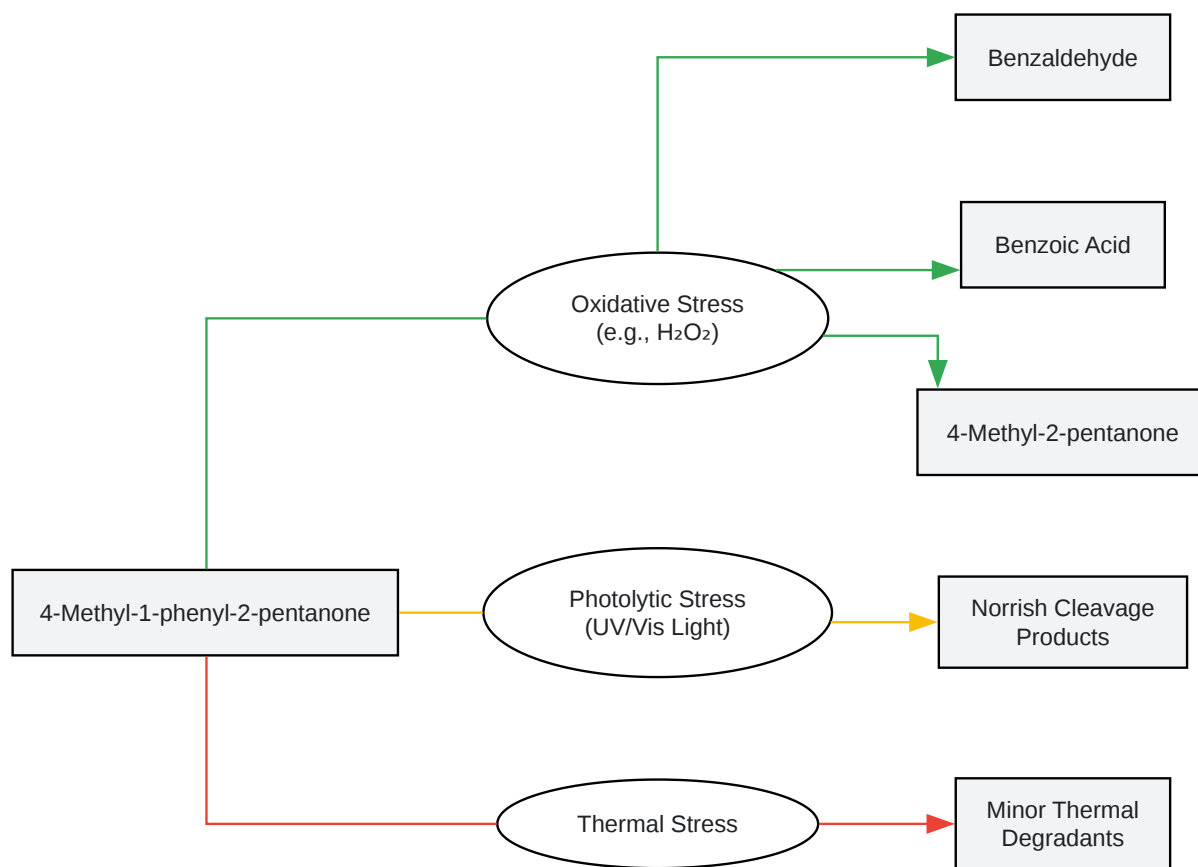 Benzaldehyde
Benzoic Acid
Oxidative Stress
(e.g., H₂O₂)
4-Methyl-2-pentanone
4-Methyl-1-phenyl-2-pentanone
Photolytic Stress
(UV/Vis Light)
Norrish Cleavage
Products
Thermal Stress
Minor Thermal
Degradants